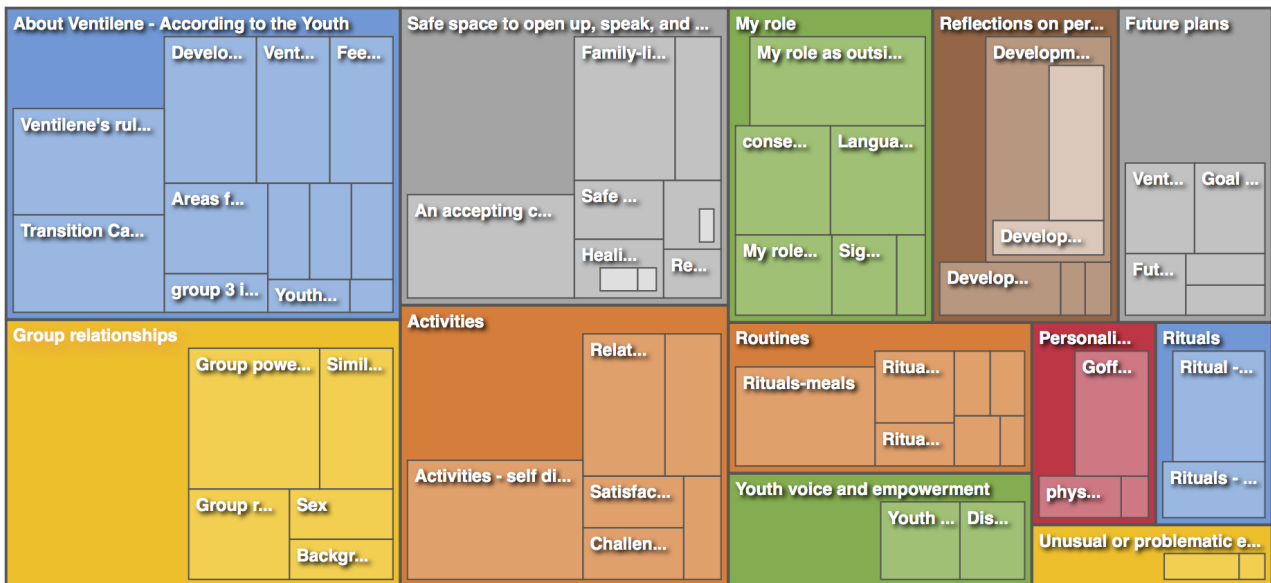 About Ventilene - According to the Youth
Develo...
Vent...
Fee...
Ventilene's rul...
Transition Ca...
Areas f...
group 3 i...
Youth...
Safe space to open up, speak, and ...
Family-li...
An accepting c...
Safe ...
Heali...
Re...
My role
My role as outsi...
conse...
Langua...
My role...
Sig...
Reflections on per...
Developm...
Develop...
Develop...
Future plans
Vent...
Goal ...
Fut...
Group relationships
Group powe...
Simil...
Group r...
Sex
Backgr...
Activities
Relat...
Activities - self di...
Satisfac...
Challen...
Routines
Rituals-meals
Ritua...
Ritua...
Youth voice and empowerment
Youth ...
Dis...
Personali...
Goff...
phys...
Rituals
Ritual -...
Rituals - ...
Unusual or problematic e...